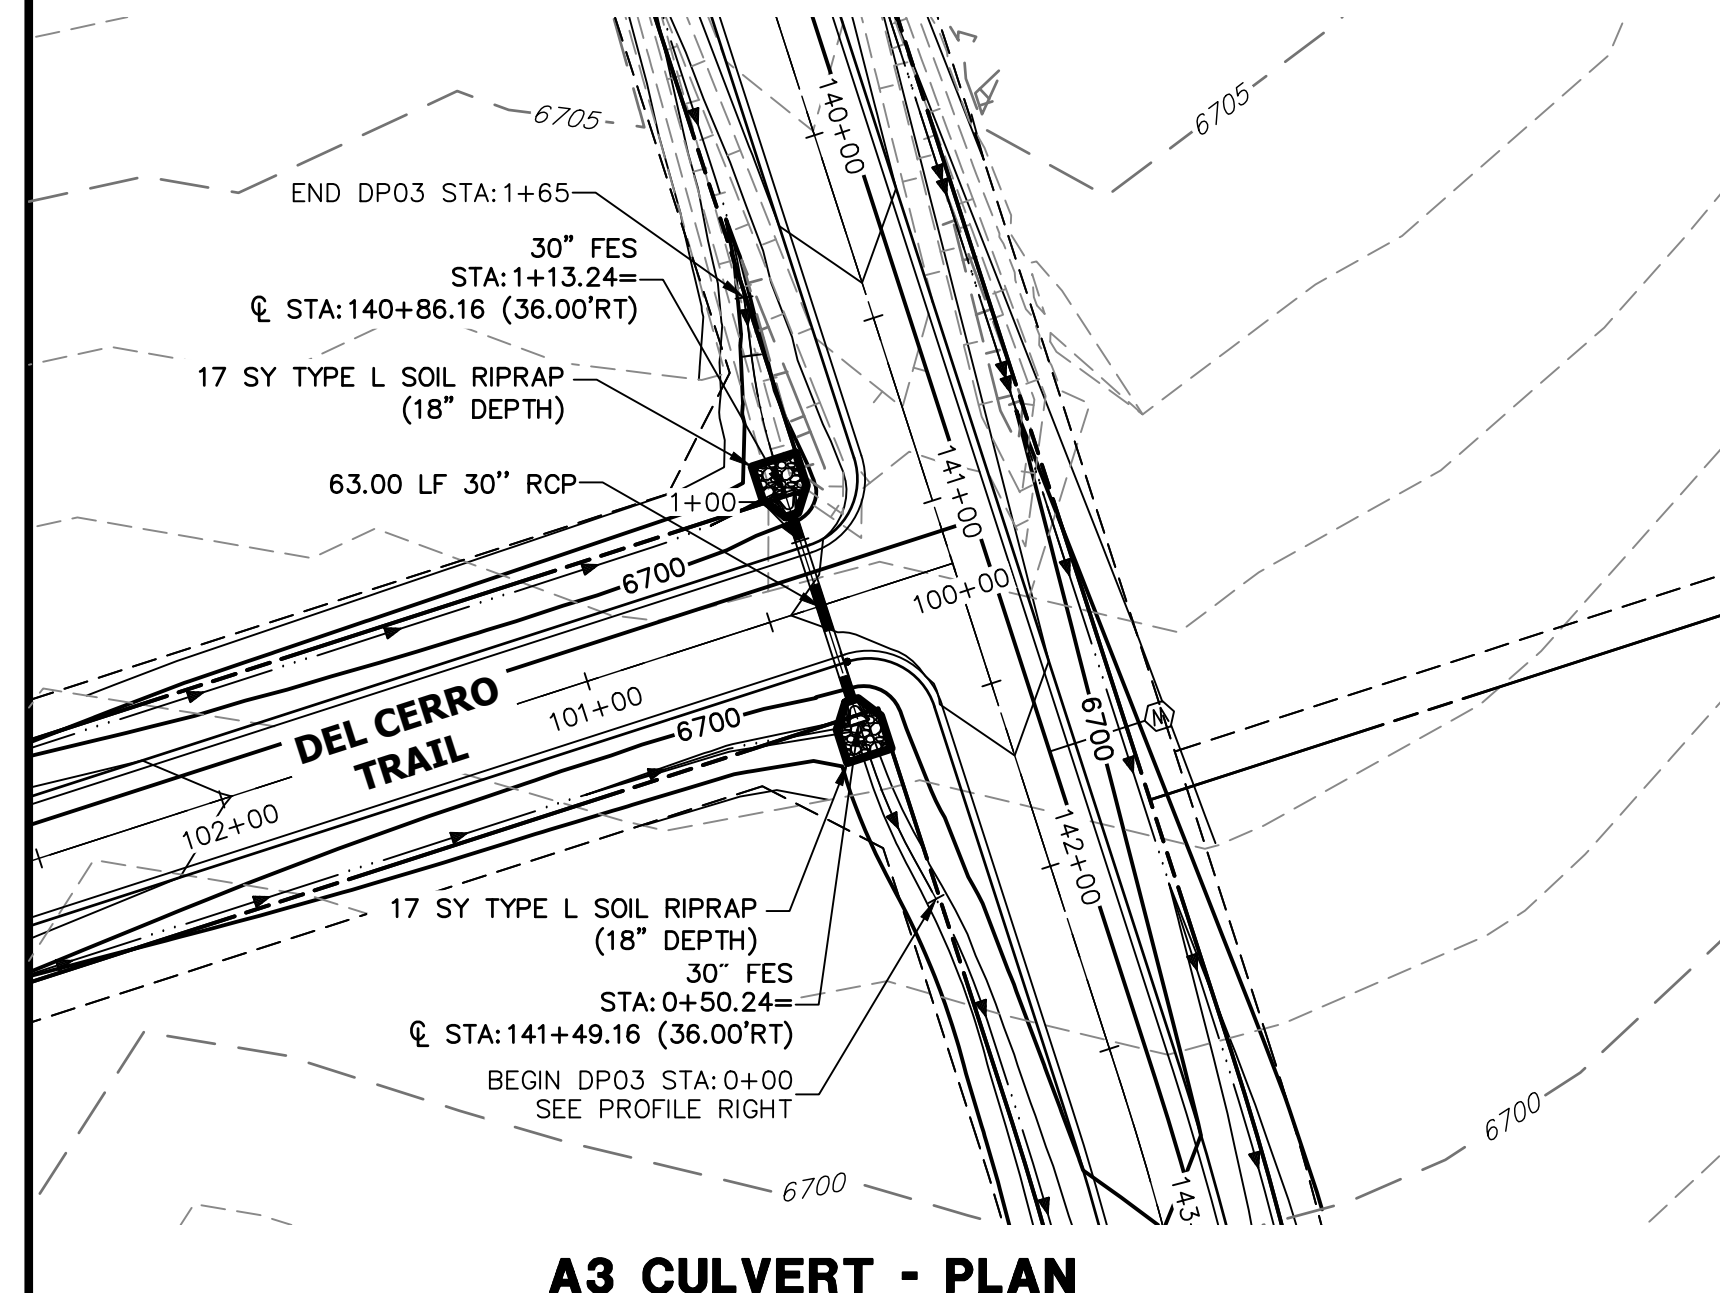 6705
6705
140+00
END DP03 STA:1+65
30” FES
STA:1+13.24=
℄ STA:140+86.16 (36.00'RT)
17 SY TYPE L SOIL RIPRAP
(18” DEPTH)
63.00 LF 30’’ RCP
1+00
141+00
6700
100+00
DEL CERRO
TRAIL
101+00
6700
6700
102+00
142+00
17 SY TYPE L SOIL RIPRAP
(18” DEPTH)
30" FES
STA:0+50.24=
℄ STA:141+49.16 (36.00'RT)
BEGIN DP03 STA:0+00
SEE PROFILE RIGHT
6700
6700
143
A3 CULVERT - PLAN